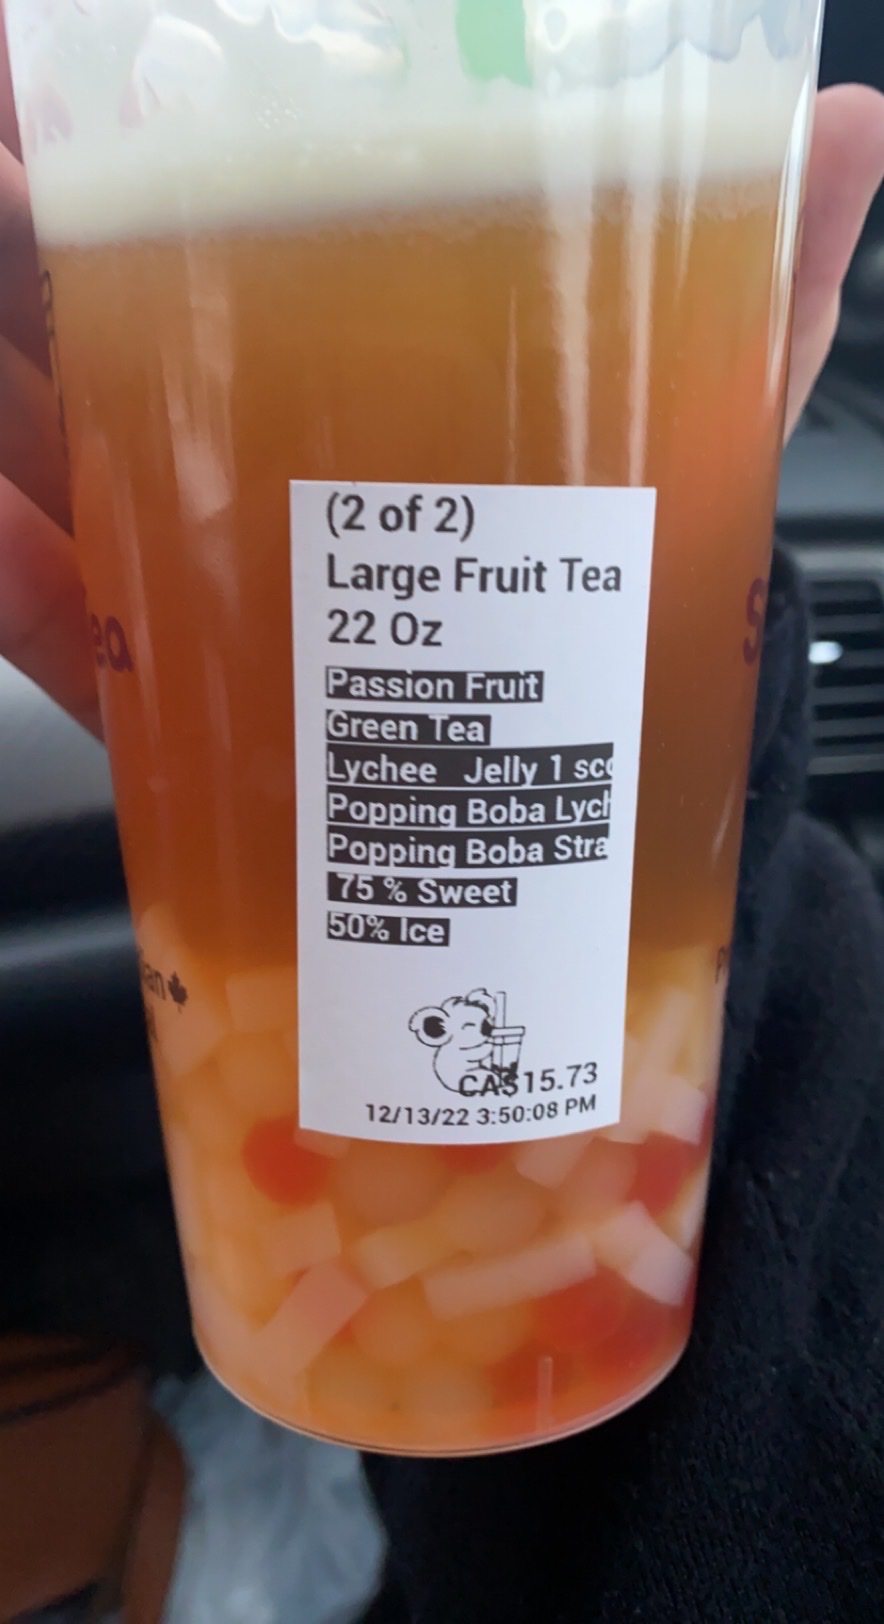 (2 of 2)
Large Fruit Tea
22 Oz
Passion Fruit
Green Tea
Lychee Jelly 1 sco
Popping Boba Lych
Popping Boba Stra
75 % Sweet
50% Ice
CA$15.73
12/13/22 3:50:08 PM